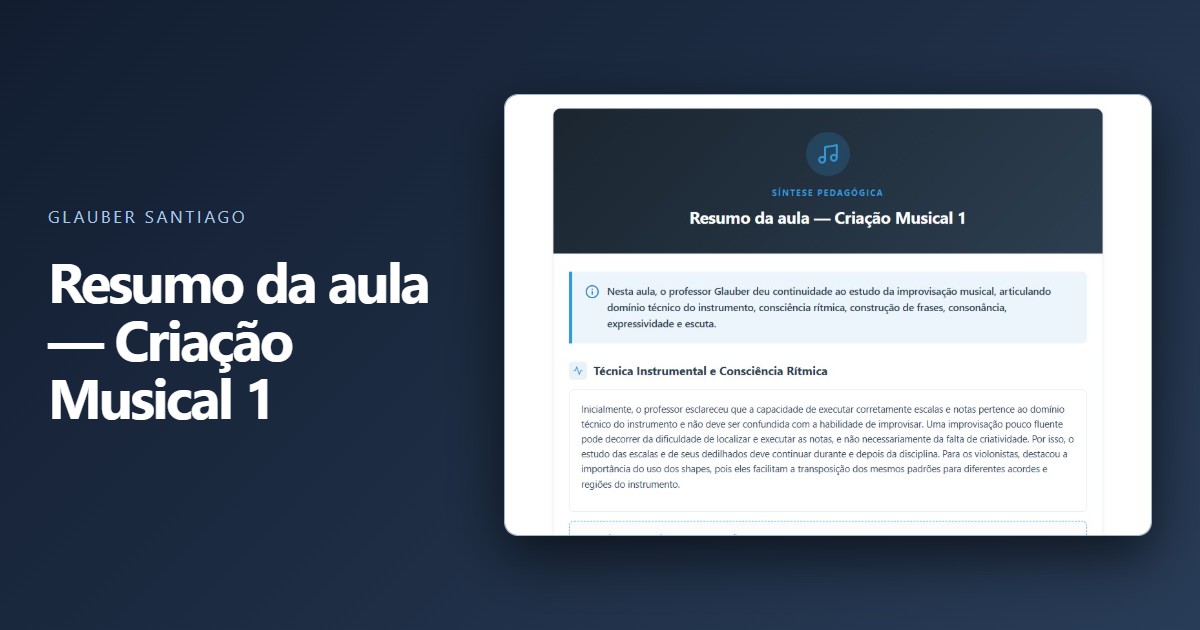 GLAUBER SANTIAGO
Resumo da aula
— Criação
Musical 1
SÍNTESE PEDAGÓGICA
Resumo da aula — Criação Musical 1
Nesta aula, o professor Glauber deu continuidade ao estudo da improvisação musical, articulando
domínio técnico do instrumento, consciência rítmica, construção de frases, consonância,
expressividade e escuta.
Técnica Instrumental e Consciência Rítmica
Inicialmente, o professor esclareceu que a capacidade de executar corretamente escalas e notas pertence ao domínio
técnico do instrumento e não deve ser confundida com a habilidade de improvisar. Uma improvisação pouco fluente
pode decorrer da dificuldade de localizar e executar as notas, e não necessariamente da falta de criatividade. Por isso, o
estudo das escalas e de seus dedilhados deve continuar durante e depois da disciplina. Para os violonistas, destacou a
importância do uso dos shapes, pois eles facilitam a transposição dos mesmos padrões para diferentes acordes e
regiões do instrumento.